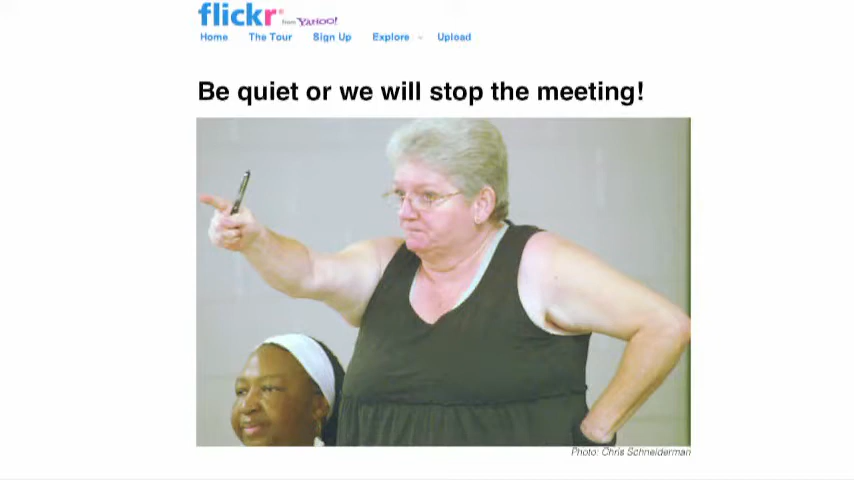 flickr from YAHOO!
Home The Tour Sign Up Explore Upload
Be quiet or we will stop the meeting!
Photo: Chris Schneiderman